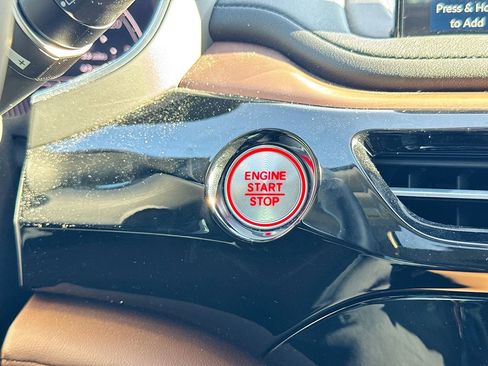 Press & Ho
to Add
ENGINE
START
STOP